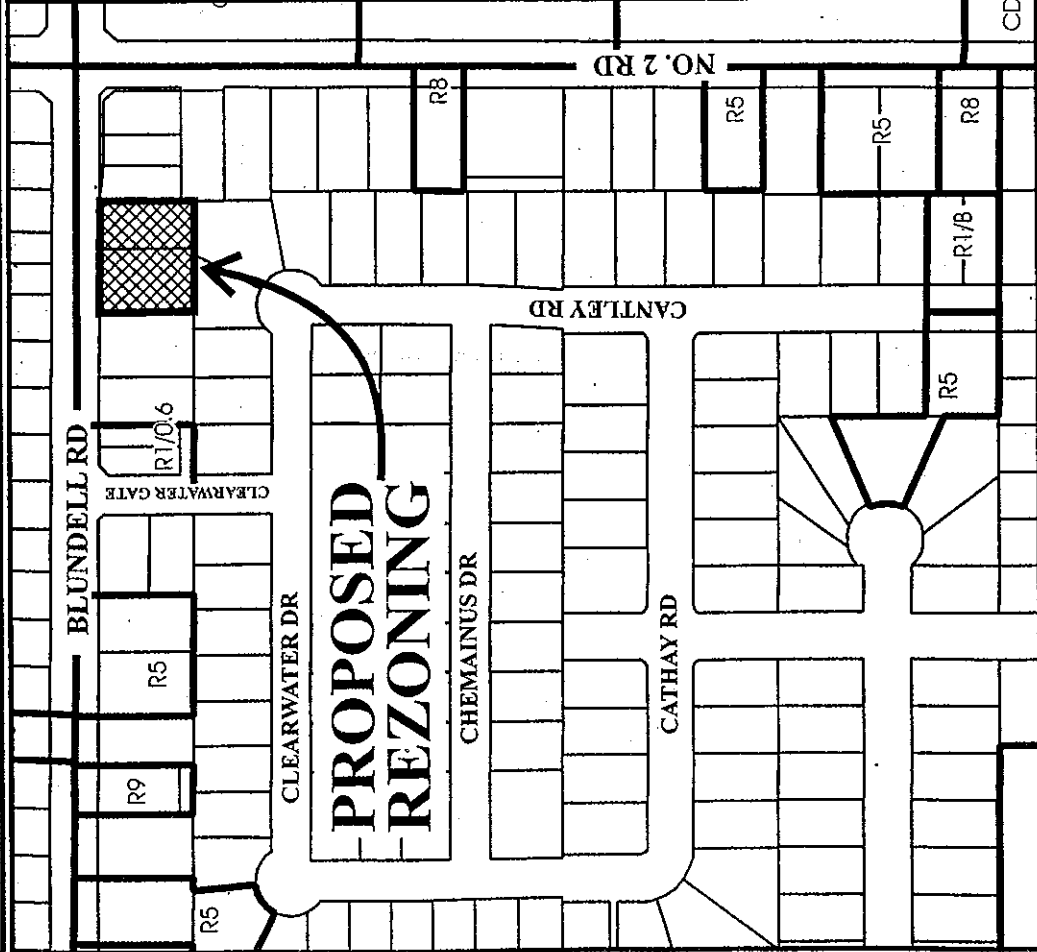 CD
NO. 2 RD
R8
R5
R5
R8
R1/B
CANTLEY RD
R5
BLUNDELL RD
R1/0.6
CLEARWATER GATE
PROPOSED
REZONING
CLEARWATER DR
CHEMAINUS DR
CATHAY RD
R5
R9
R5